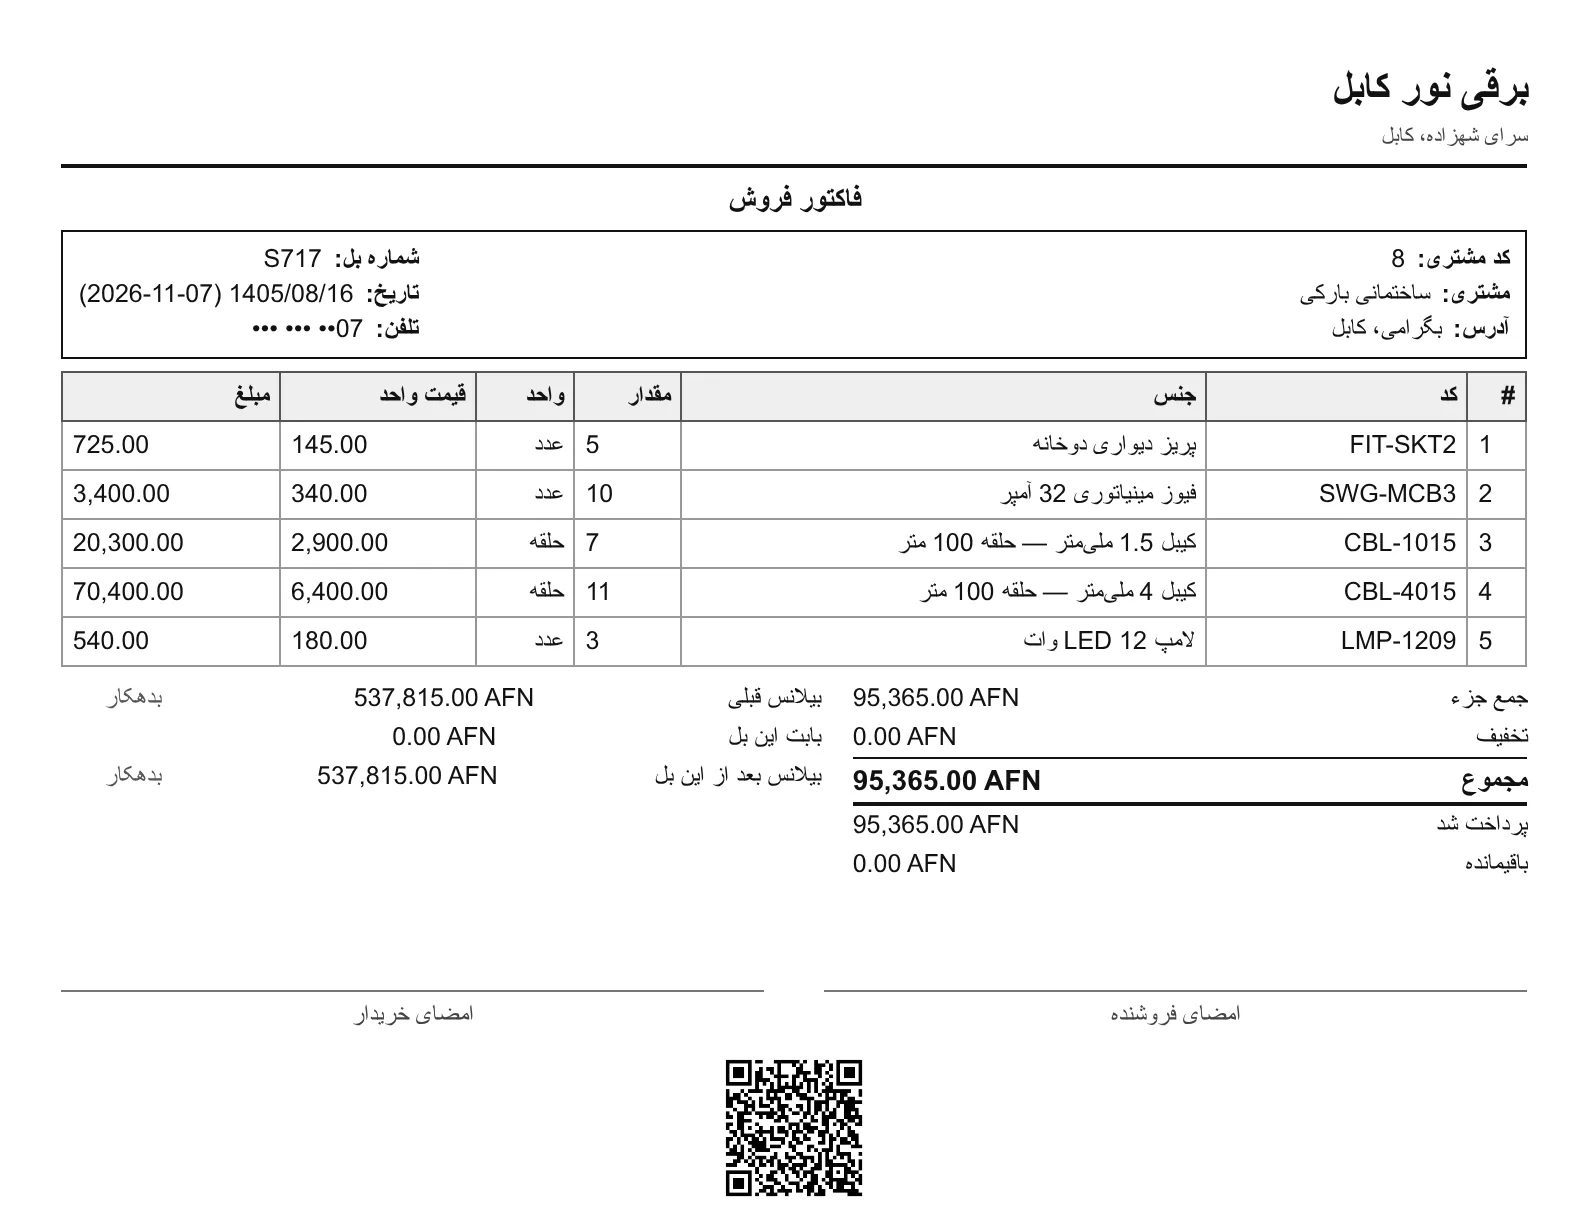 برقی نور کابل
سرای شهزاده، کابل
فاکتور فروش
کد مشتری: 8
مشتری: ساختمانی بارکی
آدرس: بگرامی، کابل
شماره بل: S717
تاریخ: 1405/08/16 (2026-11-07)
تلفن: 07•• ••• •••
# کد جنس مقدار واحد قیمت واحد مبلغ
1 FIT-SKT2 پریز دیواری دوخانه 5 عدد 145.00 725.00
2 SWG-MCB3 فیوز مینیاتوری 32 آمپر 10 عدد 340.00 3,400.00
3 CBL-1015 کیبل 1.5 ملی‌متر — حلقه 100 متر 7 حلقه 2,900.00 20,300.00
4 CBL-4015 کیبل 4 ملی‌متر — حلقه 100 متر 11 حلقه 6,400.00 70,400.00
5 LMP-1209 لامپ LED 12 وات 3 عدد 180.00 540.00
جمع جزء 95,365.00 AFN
تخفیف 0.00 AFN
مجموع 95,365.00 AFN
پرداخت شد 95,365.00 AFN
باقیمانده 0.00 AFN
بیلانس قبلی 537,815.00 AFN بدهکار
بابت این بل 0.00 AFN
بیلانس بعد از این بل 537,815.00 AFN بدهکار
امضای فروشنده
امضای خریدار